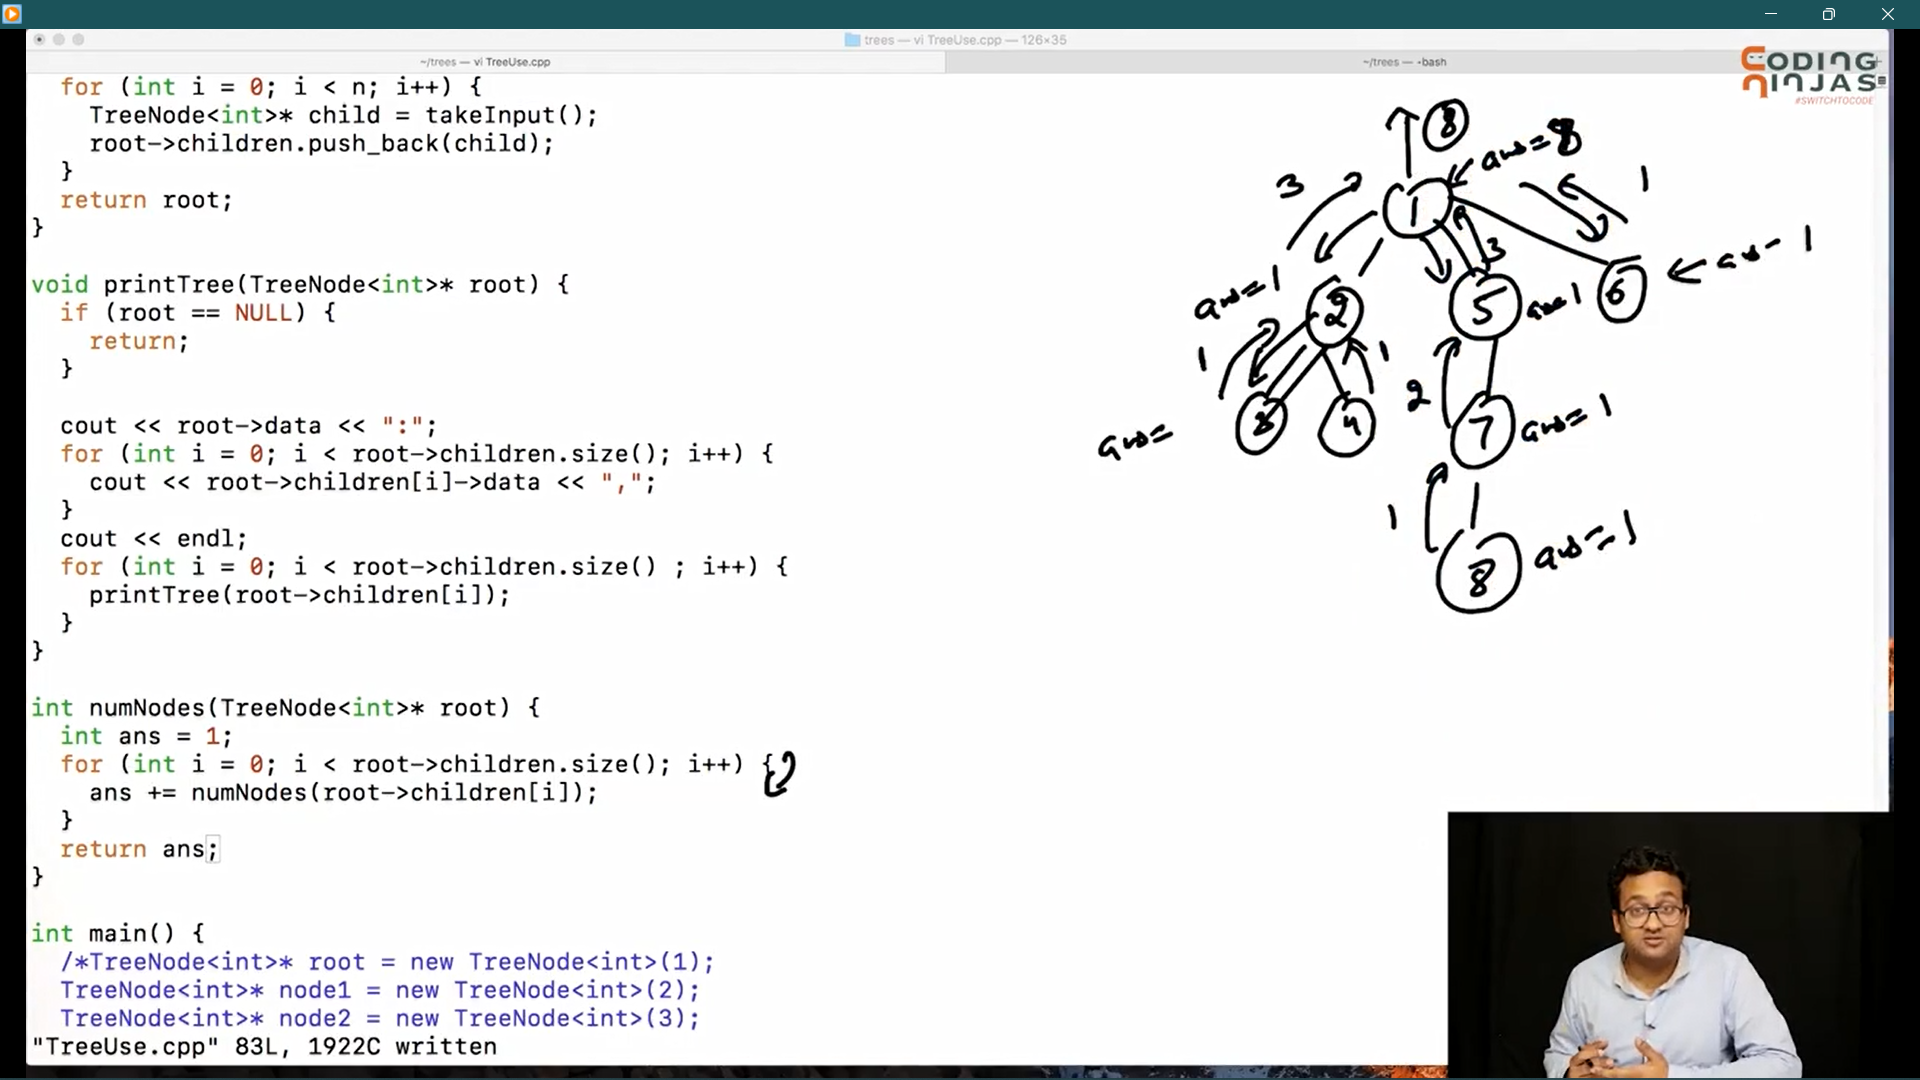 trees — vi TreeUse.cpp — 126×35
~/trees — vi TreeUse.cpp
~/trees — -bash
CODING
NINJAS
#SWITCHTOCODE
for (int i = 0; i < n; i++) {
TreeNode<int>* child = takeInput();
root->children.push_back(child);
}
return root;
}
void printTree(TreeNode<int>* root) {
if (root == NULL) {
return;
}
cout << root->data << ":";
for (int i = 0; i < root->children.size(); i++) {
cout << root->children[i]->data << ",";
}
cout << endl;
for (int i = 0; i < root->children.size() ; i++) {
printTree(root->children[i]);
}
}
int numNodes(TreeNode<int>* root) {
int ans = 1;
for (int i = 0; i < root->children.size(); i++) {
ans += numNodes(root->children[i]);
}
return ans;
}
int main() {
/*TreeNode<int>* root = new TreeNode<int>(1);
TreeNode<int>* node1 = new TreeNode<int>(2);
TreeNode<int>* node2 = new TreeNode<int>(3);
"TreeUse.cpp" 83L, 1922C written
8
ans=8
3
1
1
3
ans=1
2
5
ans=1
6
ans- 1
1
1
ans=
3
4
2
7
ans=1
1
8
ans=1